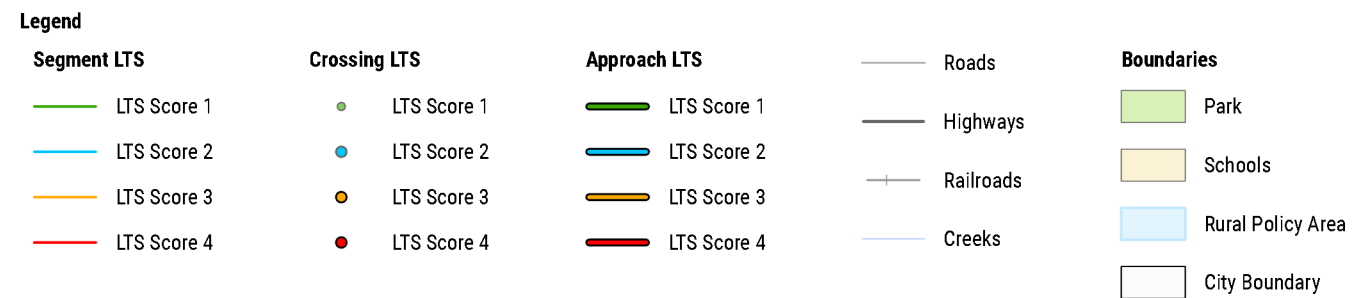 Legend
Segment LTS
LTS Score 1
LTS Score 2
LTS Score 3
LTS Score 4
Crossing LTS
LTS Score 1
LTS Score 2
LTS Score 3
LTS Score 4
Approach LTS
LTS Score 1
LTS Score 2
LTS Score 3
LTS Score 4
Roads
Highways
Railroads
Creeks
Boundaries
Park
Schools
Rural Policy Area
City Boundary